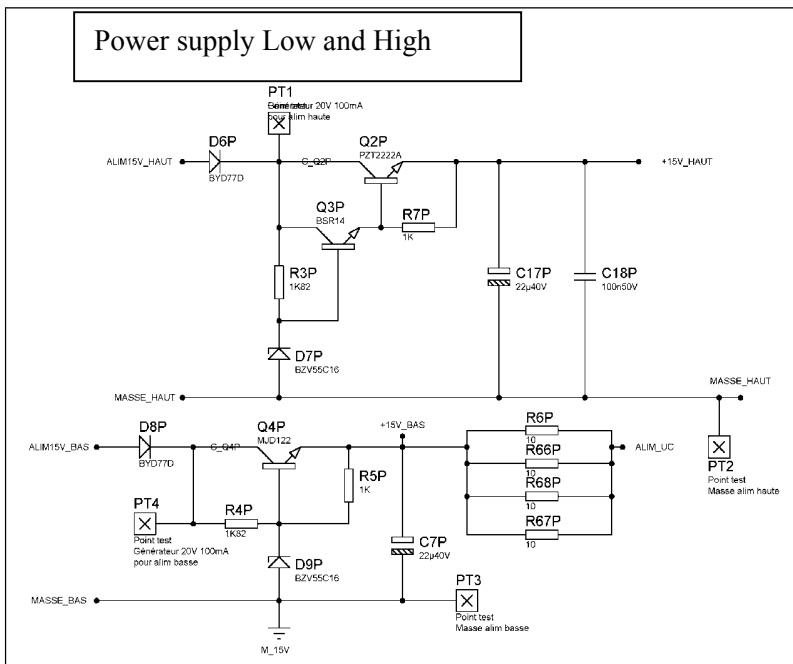 Power supply Low and High
PT1
Générateur 20V 100mA
pour alim haute
D6P
Q2P
PZT2222A
ALIM15V_HAUT
C_Q2P
+15V_HAUT
BYD77D
Q3P
BSR14
R7P
1K
R3P
1K82
C17P
22µ40V
C18P
100n50V
D7P
BZV55C16
MASSE_HAUT
MASSE_HAUT
D8P
Q4P
MJD122
+15V_BAS
R6P
10
ALIM15V_BAS
C_Q4P
ALIM_UC
BYD77D
R66P
10
PT2
Point test
Masse alim haute
R5P
1K
R68P
10
PT4
Point test
Générateur 20V 100mA
pour alim basse
R4P
1K82
R67P
10
C7P
22µ40V
D9P
BZV55C16
PT3
Point test
Masse alim basse
MASSE_BAS
M_15V